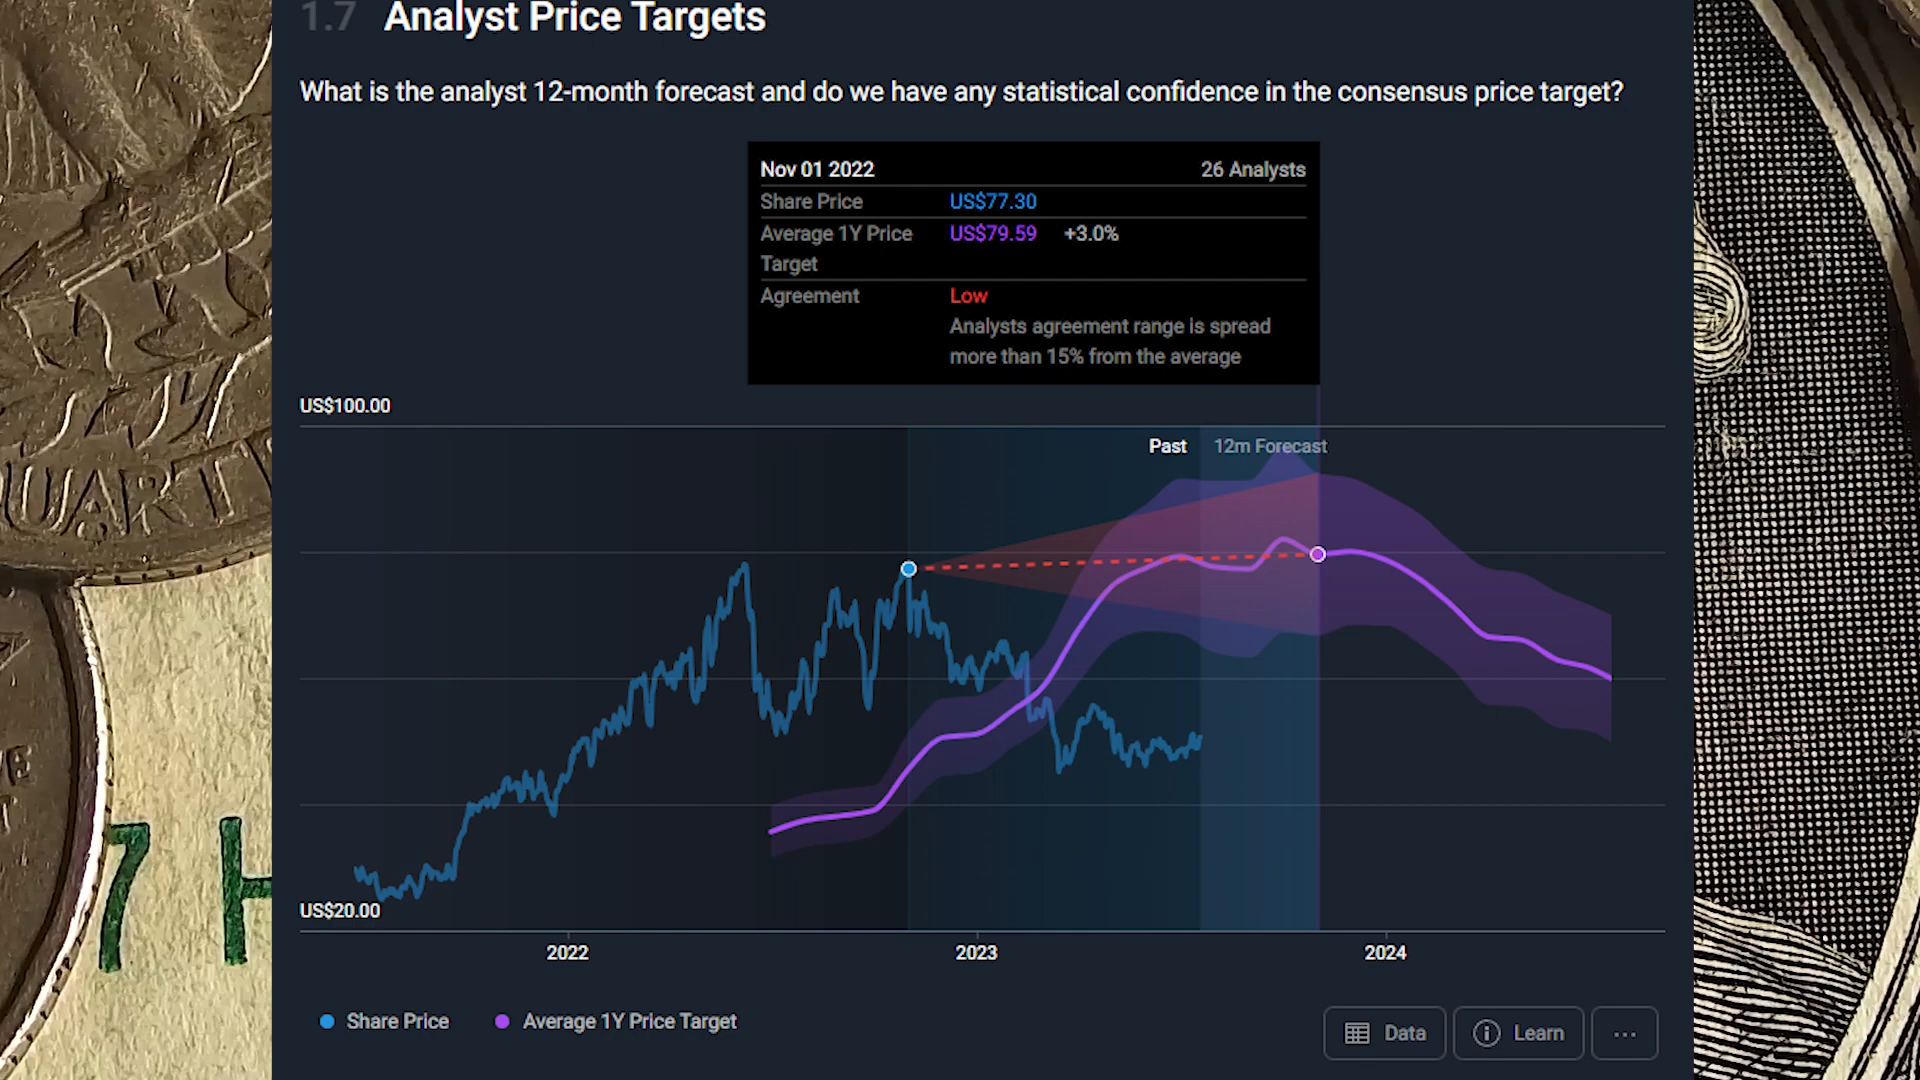 1.7 Analyst Price Targets
What is the analyst 12-month forecast and do we have any statistical confidence in the consensus price target?
Nov 01 2022 26 Analysts
Share Price US$77.30
Average 1Y Price US$79.59 +3.0%
Target
Agreement Low
Analysts agreement range is spread
more than 15% from the average
US$100.00
Past 12m Forecast
US$20.00
2022 2023 2024
Share Price Average 1Y Price Target
Data Learn ...
QUART
7 H